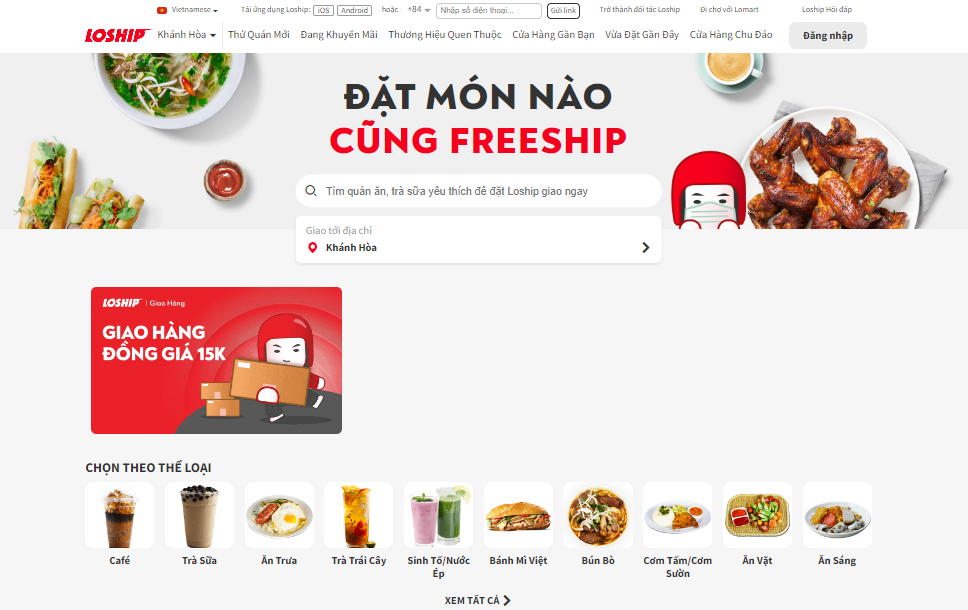 Vietnamese
Tải ứng dụng Loship: iOS Android hoặc +84 Nhập số điện thoại... Gửi link
Trở thành đối tác Loship
Đi chợ với Lomart
Loship Hỏi đáp
LOSHIP
Khánh Hòa
Thử Quán Mới
Đang Khuyến Mãi
Thương Hiệu Quen Thuộc
Cửa Hàng Gần Bạn
Vừa Đặt Gần Đây
Cửa Hàng Chu Đáo
Đăng nhập
ĐẶT MÓN NÀO
CŨNG FREESHIP
Tìm quán ăn, trà sữa yêu thích để đặt Loship giao ngay
Giao tới địa chỉ
Khánh Hòa
LOSHIP | Giao Hàng
GIAO HÀNG
ĐỒNG GIÁ 15K
CHỌN THEO THỂ LOẠI
Café
Trà Sữa
Ăn Trưa
Trà Trái Cây
Sinh Tố/Nước
Ép
Bánh Mì Việt
Bún Bò
Cơm Tấm/Cơm
Sườn
Ăn Vặt
Ăn Sáng
XEM TẤT CẢ